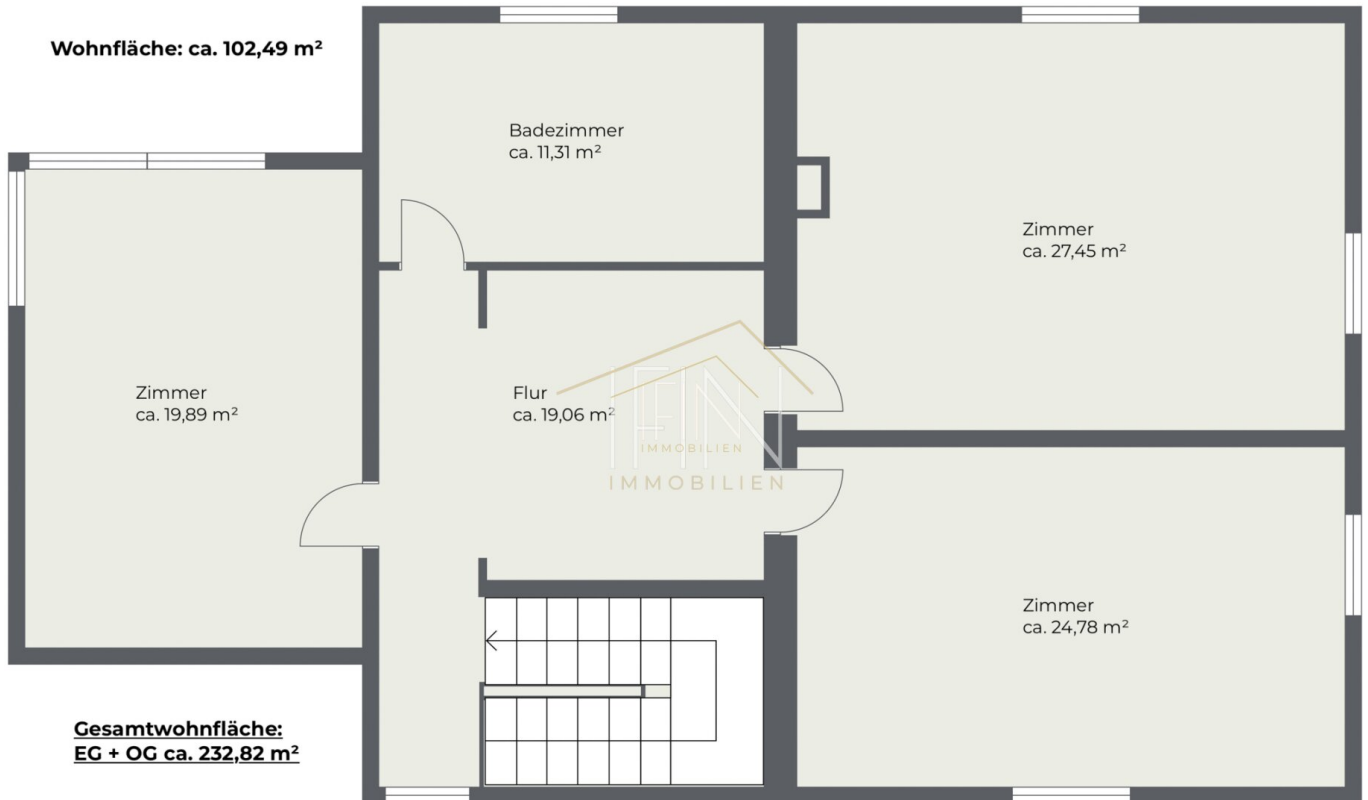 Wohnfläche: ca. 102,49 m²
Badezimmer
ca. 11,31 m²
Zimmer
ca. 27,45 m²
Zimmer
ca. 19,89 m²
Flur
ca. 19,06 m²
IMMOBILIEN
IMMOBILIEN
Zimmer
ca. 24,78 m²
Gesamtwohnfläche:
EG + OG ca. 232,82 m²